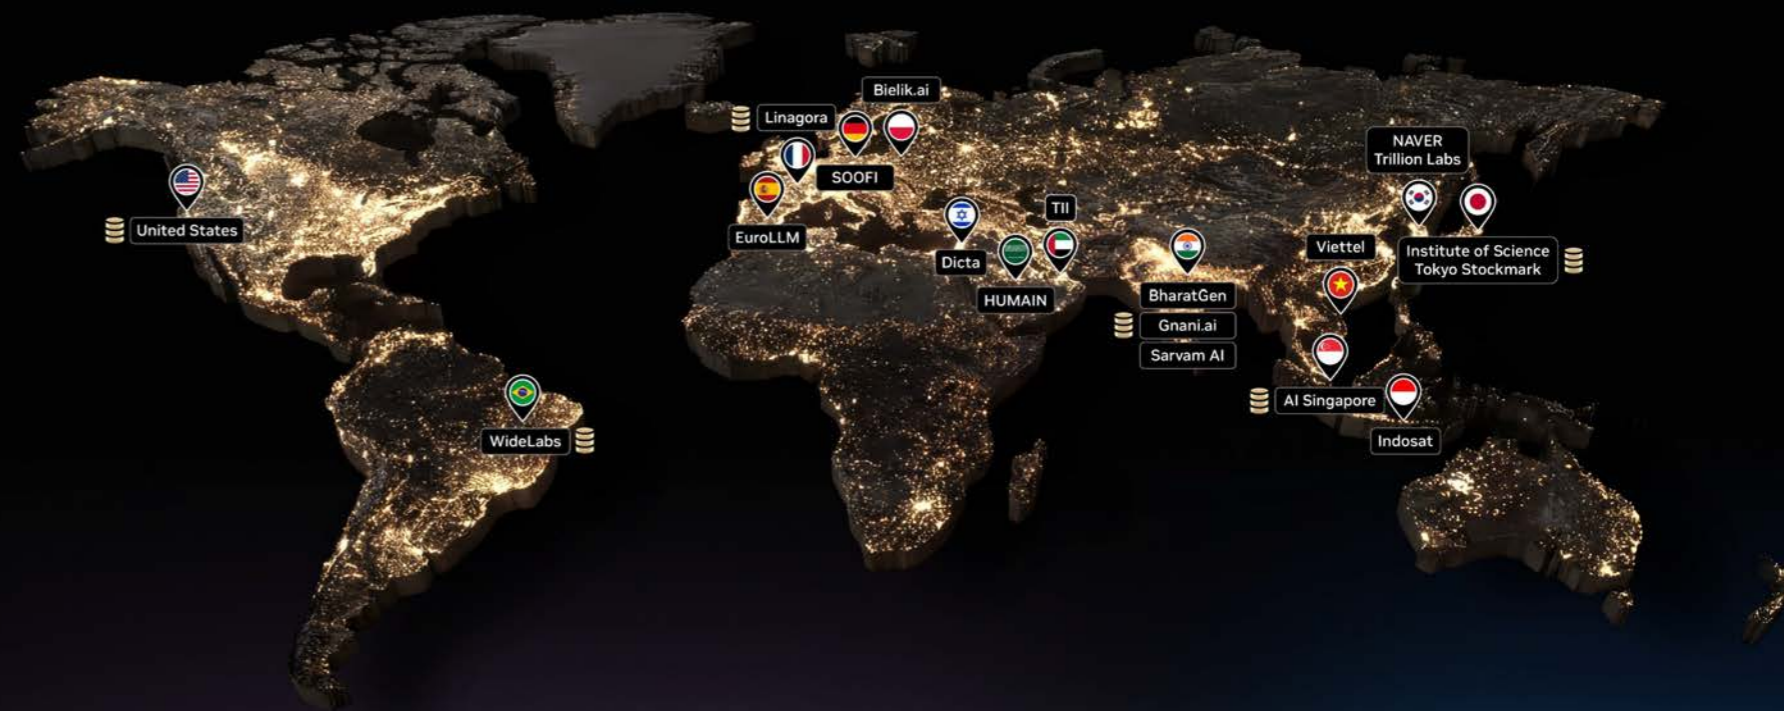 Bielik.ai
Linagora
SOOFI
EuroLLM
United States
WideLabs
TII
Dicta
HUMAIN
BharatGen
Gnani.ai
Sarvam AI
NAVER
Trillion Labs
Viettel
Institute of Science
Tokyo Stockmark
AI Singapore
Indosat